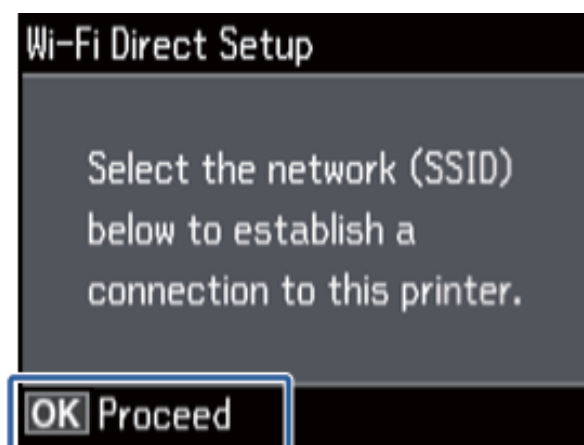 Wi-Fi Direct Setup
Select the network (SSID)
below to establish a
connection to this printer.
OK Proceed